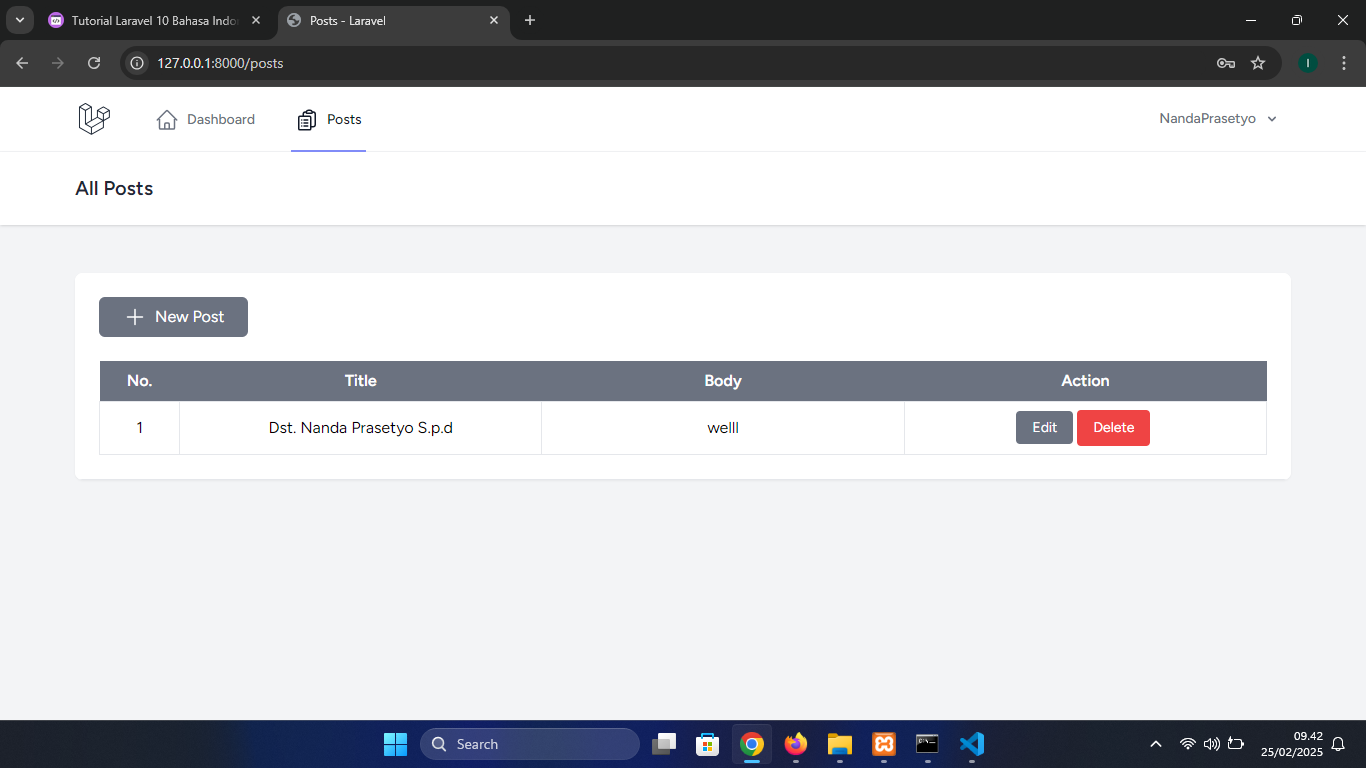 Tutorial Laravel 10 Bahasa Indo
Posts - Laravel
127.0.0.1:8000/posts
I
Dashboard
Posts
NandaPrasetyo
All Posts
New Post
No. Title Body Action
1 Dst. Nanda Prasetyo S.p.d welll Edit Delete
Search
09.42
25/02/2025